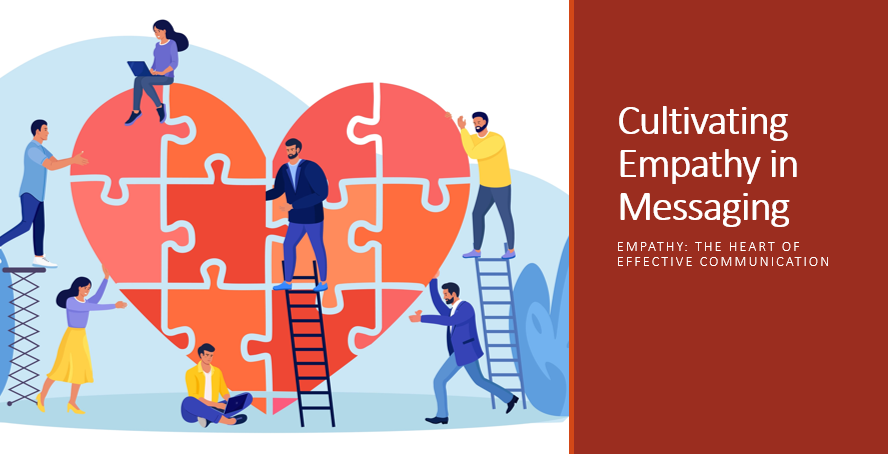 Cultivating
Empathy in
Messaging
EMPATHY: THE HEART OF
EFFECTIVE COMMUNICATION